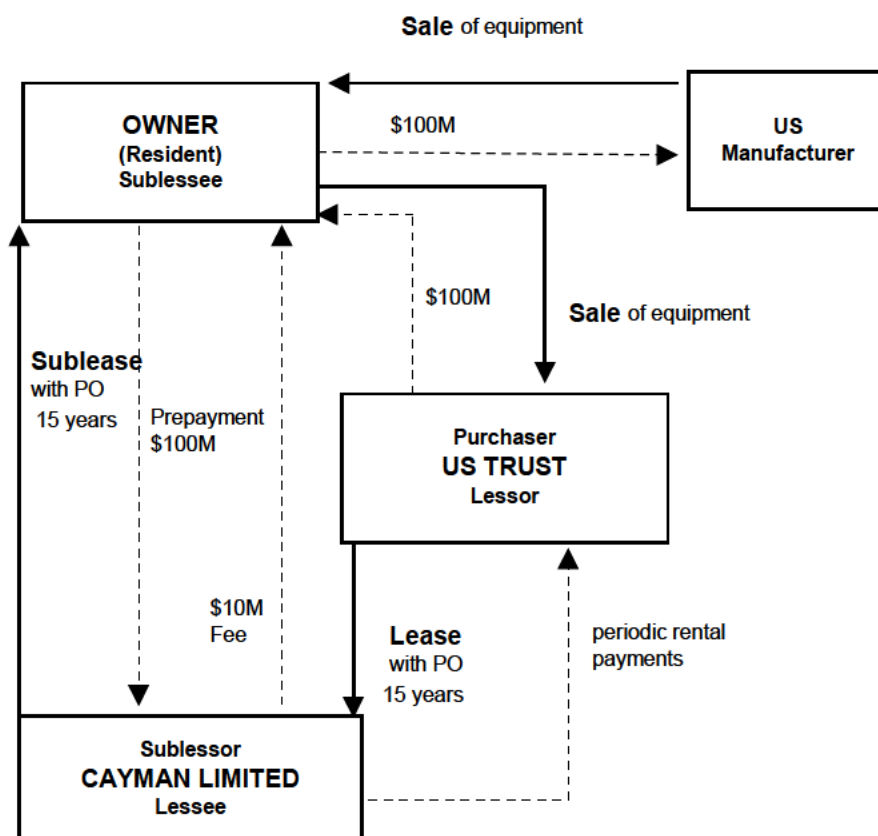 Sale of equipment
OWNER
(Resident)
Sublessee
$100M
US
Manufacturer
$100M
Sale of equipment
Sublease
with PO
15 years
Prepayment
$100M
Purchaser
US TRUST
Lessor
$10M
Fee
Lease
with PO
15 years
periodic rental
payments
Sublessor
CAYMAN LIMITED
Lessee